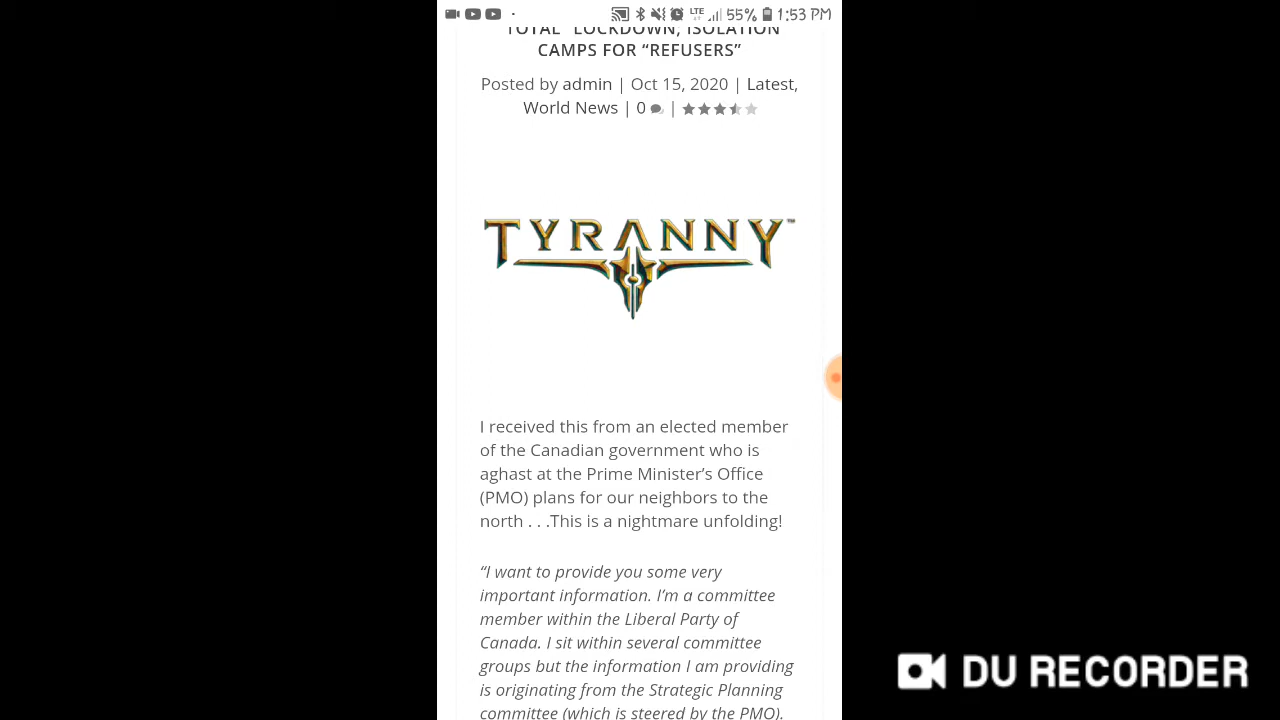 LTE 55% 1:53 PM
TOTAL" LOCKDOWN, ISOLATION
CAMPS FOR “REFUSERS”
Posted by admin | Oct 15, 2020 | Latest,
World News | 0 |
TYRANNY™
I received this from an elected member
of the Canadian government who is
aghast at the Prime Minister’s Office
(PMO) plans for our neighbors to the
north . . .This is a nightmare unfolding!
“I want to provide you some very
important information. I’m a committee
member within the Liberal Party of
Canada. I sit within several committee
groups but the information I am providing
is originating from the Strategic Planning
committee (which is steered by the PMO).
DU RECORDER